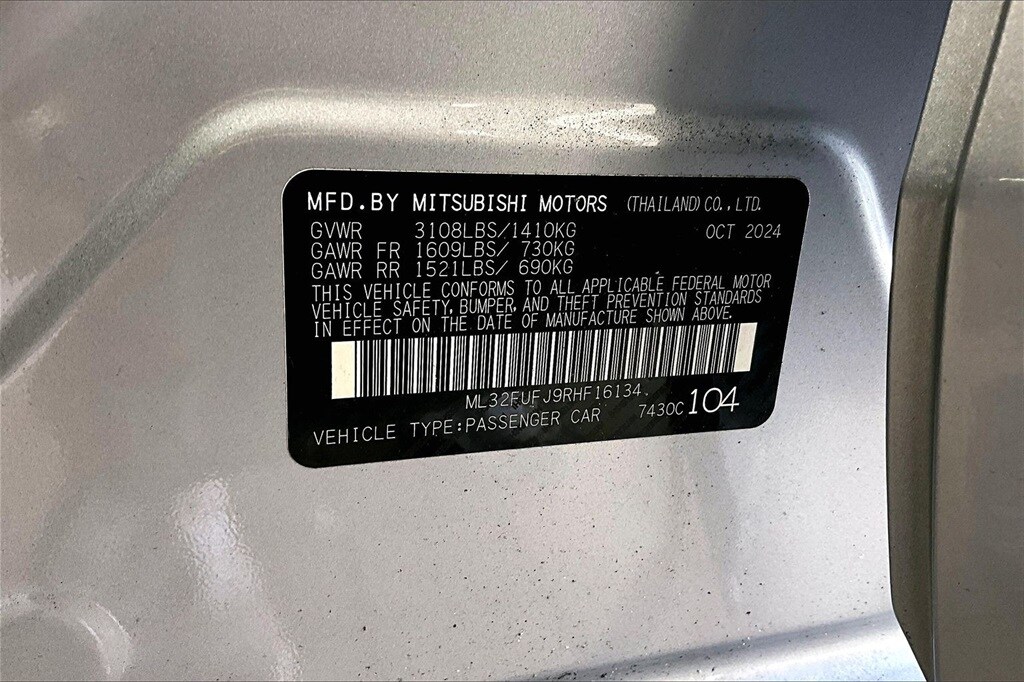 MFD.BY MITSUBISHI MOTORS (THAILAND)CO.,LTD.
GVWR 3108LBS/1410KG OCT 2024
GAWR FR 1609LBS/ 730KG
GAWR RR 1521LBS/ 690KG
THIS VEHICLE CONFORMS TO ALL APPLICABLE FEDERAL MOTOR
VEHICLE SAFETY, BUMPER, AND THEFT PREVENTION STANDARDS
IN EFFECT ON THE DATE OF MANUFACTURE SHOWN ABOVE.
ML32FUFJ9RHF16134
7430C 104
VEHICLE TYPE:PASSENGER CAR